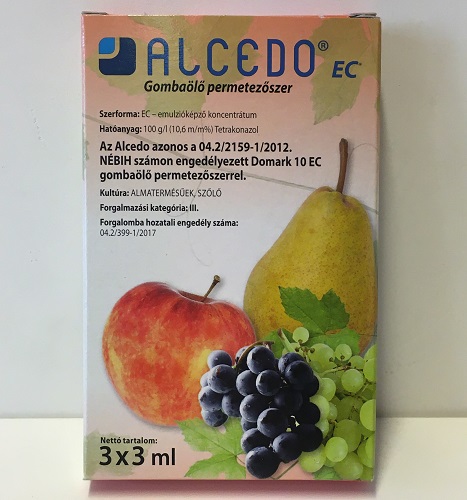 ALCEDO® EC
Gombaölő permetezőszer
Szerforma: EC – emulzióképző koncentrátum
Hatóanyag: 100 g/l (10,6 m/m%) Tetrakonazol
Az Alcedo azonos a 04.2/2159-1/2012.
NÉBIH számon engedélyezett Domark 10 EC
gombaölő permetezőszerrel.
Kultúra: ALMATERMÉSŰEK, SZŐLŐ
Forgalmazási kategória: III.
Forgalomba hozatali engedély száma:
04.2/399-1/2017
Nettó tartalom:
3 x 3 ml